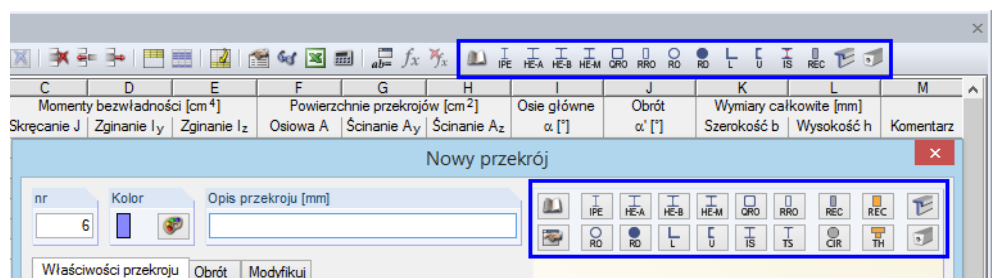 ab= fx fx IPE HE-A HE-B HE-M QRO RRO RO RD L U IS REC
C D E F G H I J K L M
Momenty bezwładności [cm4] Powierzchnie przekrojów [cm2] Osie główne Obrót Wymiary całkowite [mm]
Skręcanie J Zginanie Iy Zginanie Iz Osiowa A Ścinanie Ay Ścinanie Az α [°] α' [°] Szerokość b Wysokość h Komentarz
Nowy przekrój
nr Kolor Opis przekroju [mm]
IPE HE-A HE-B HE-M QRO RRO REC REC
6
RO RD L U IS TS CIR TH
Właściwości przekroju Obrót Modyfikuj